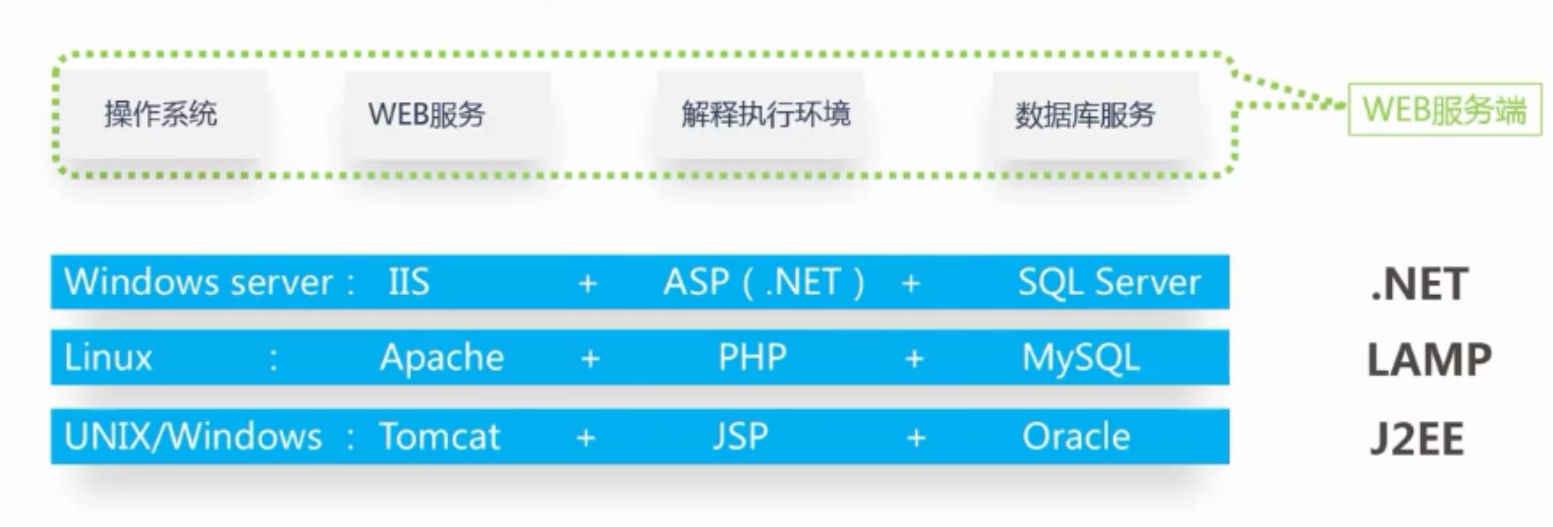 操作系统 WEB服务 解释执行环境 数据库服务 WEB服务端
Windows server : IIS + ASP ( .NET ) + SQL Server .NET
Linux : Apache + PHP + MySQL LAMP
UNIX/Windows : Tomcat + JSP + Oracle J2EE